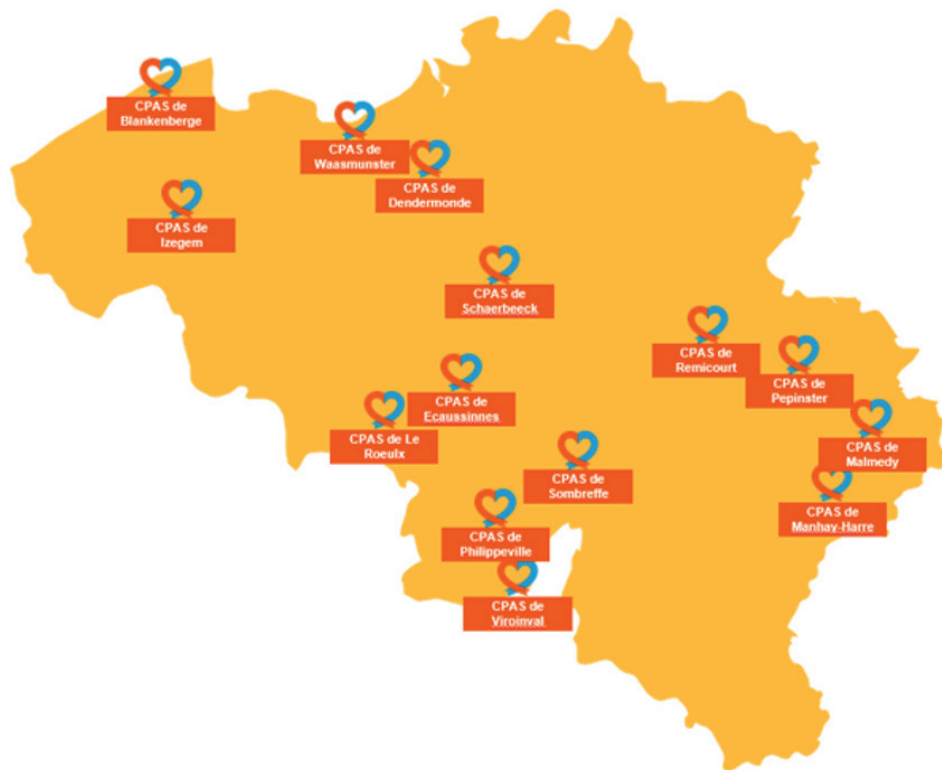 CPAS de
Blankenberge
CPAS de
Waasmunster
CPAS de
Dendermonde
CPAS de
Izegem
CPAS de
Schaerbeeck
CPAS de
Remicourt
CPAS de
Pepinster
CPAS de
Ecaussinnes
CPAS de Le
Roeulx
CPAS de
Malmedy
CPAS de
Sombreffe
CPAS de
Manhay-Harre
CPAS de
Philippeville
CPAS de
Viroinval